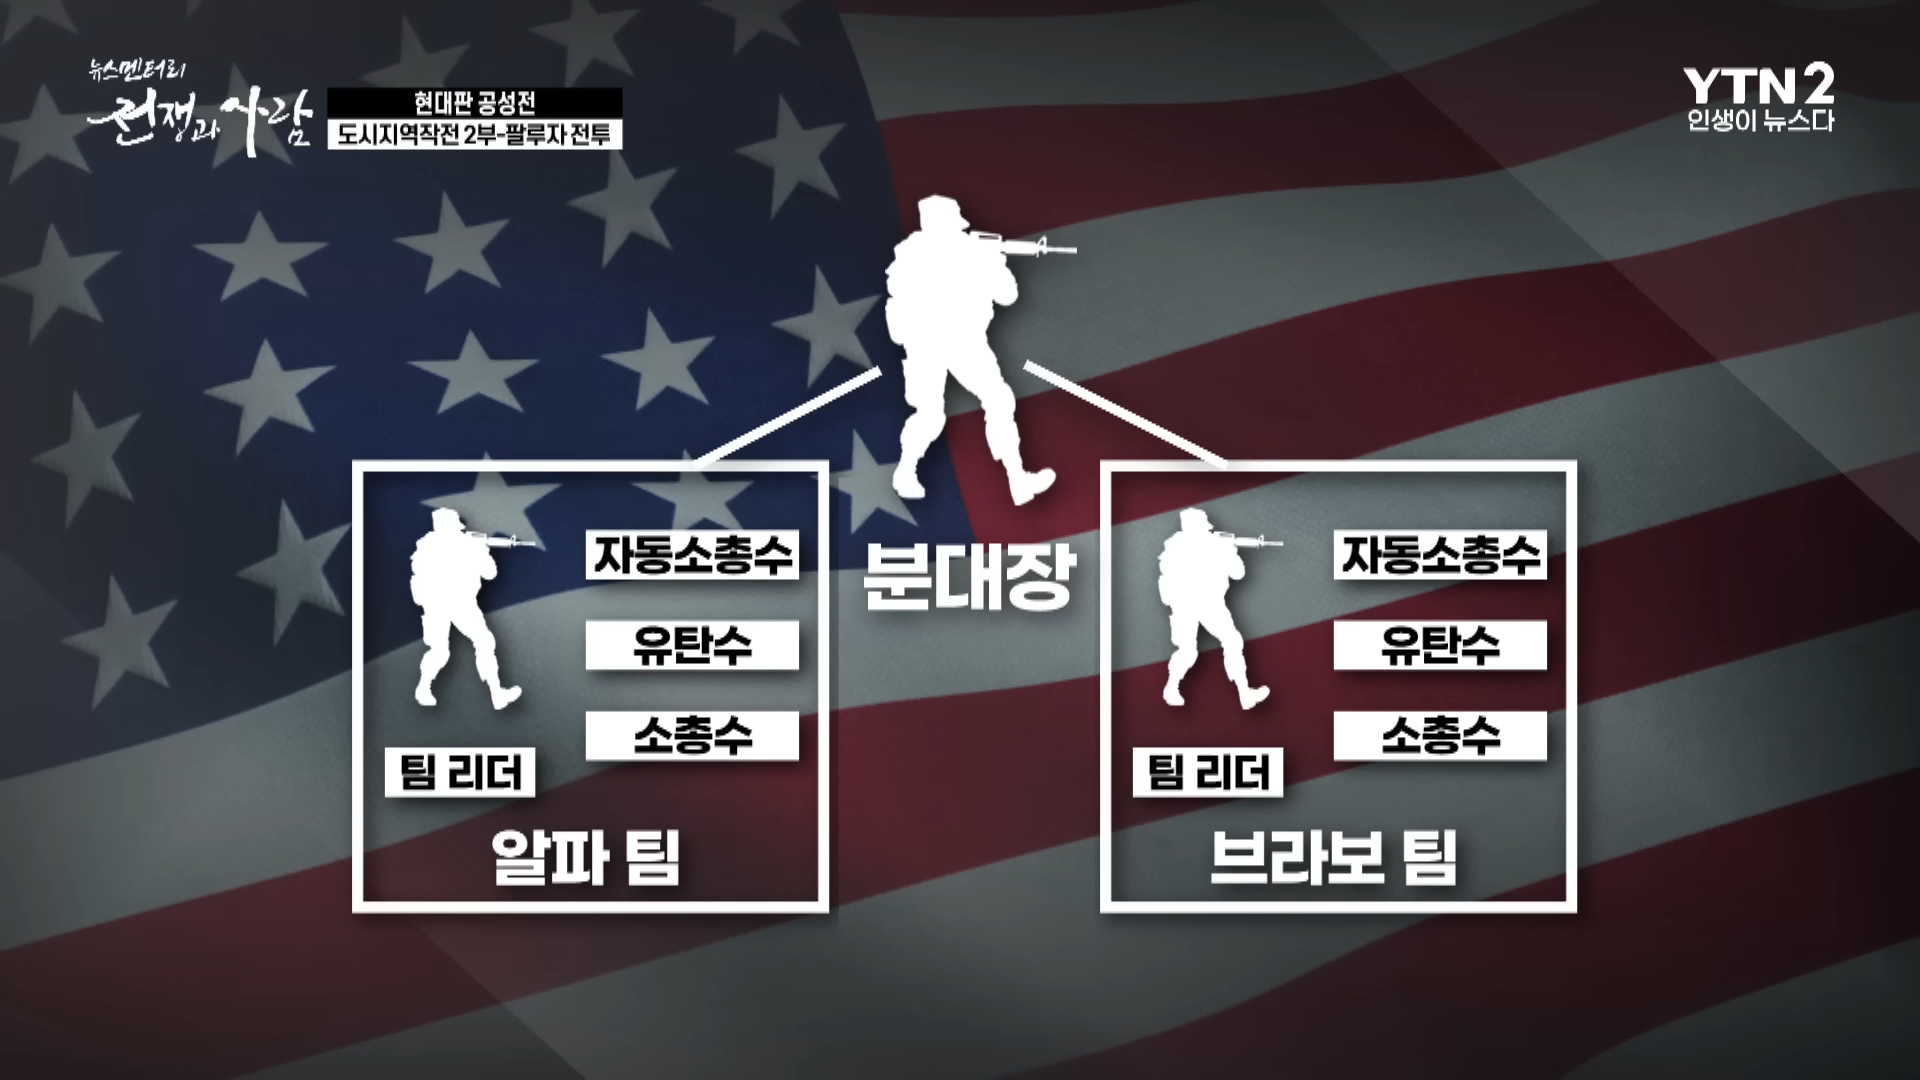 뉴스멘터리
전쟁과 사람
현대판 공성전
도시지역작전 2부-팔루자 전투
YTN2
인생이 뉴스다
분대장
자동소총수
유탄수
소총수
팀 리더
알파 팀
자동소총수
유탄수
소총수
팀 리더
브라보 팀